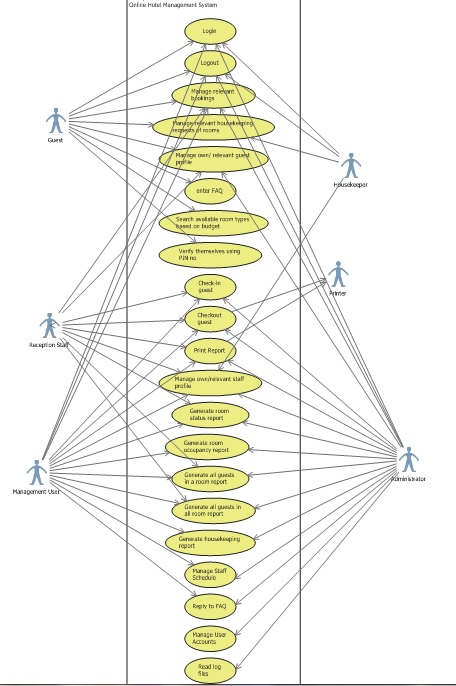 Online Hotel Management System
Login
Logout
Manage relevant
bookings
Manage relevant housekeeping
requests of rooms
Guest
Manage own/ relevant guest
profile
Housekeeper
enter FAQ
Search available room types
based on budget
Verify themselves using
PIN no
Check-in
guest
Printer
Checkout
guest
Reception Staff
Print Report
Manage own/relevant staff
profile
Generate room
status report
Generate room
occupancy report
Generate all guests
in a room report
Management User
Administrator
Generate all guests in
all room report
Generate housekeeping
report
Manage Staff
Schedule
Reply to FAQ
Manage User
Accounts
Read log
files